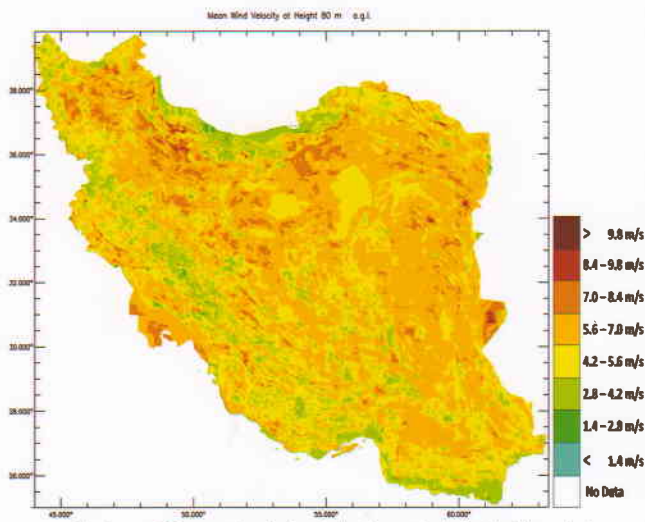 Mean Wind Velocity at Height 80 m a.g.l.
38.000°
36.000°
34.000°
32.000°
30.000°
28.000°
26.000°
45.000°
50.000°
55.000°
60.000°
> 9.8 m/s
8.4 – 9.8 m/s
7.0 – 8.4 m/s
5.6 – 7.0 m/s
4.2 – 5.6 m/s
2.8 – 4.2 m/s
1.4 – 2.8 m/s
< 1.4 m/s
No Data